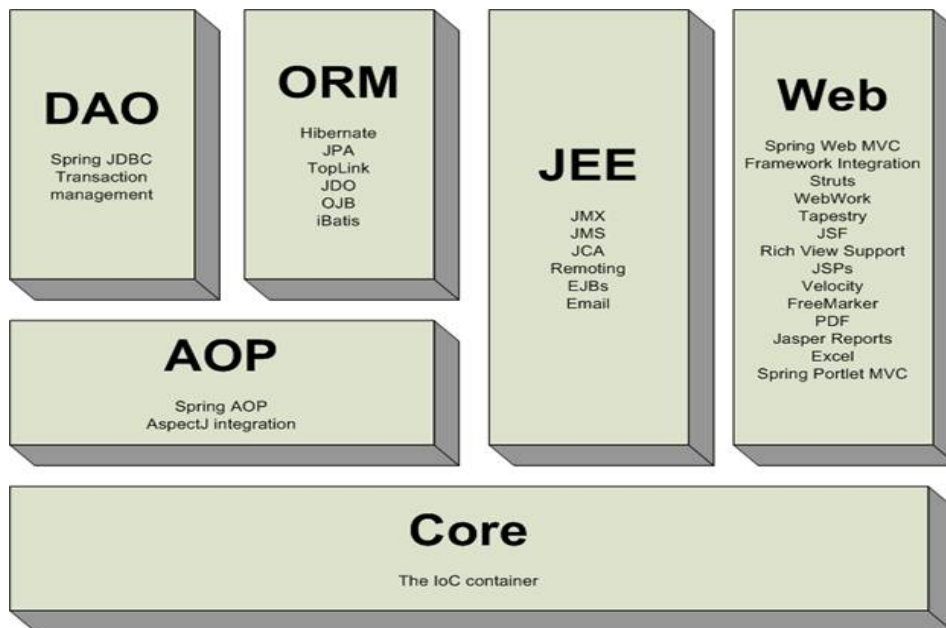 DAO
Spring JDBC
Transaction
management
ORM
Hibernate
JPA
TopLink
JDO
OJB
iBatis
JEE
JMX
JMS
JCA
Remoting
EJBs
Email
Web
Spring Web MVC
Framework Integration
Struts
WebWork
Tapestry
JSF
Rich View Support
JSPs
Velocity
FreeMarker
PDF
Jasper Reports
Excel
Spring Portlet MVC
AOP
Spring AOP
AspectJ integration
Core
The IoC container